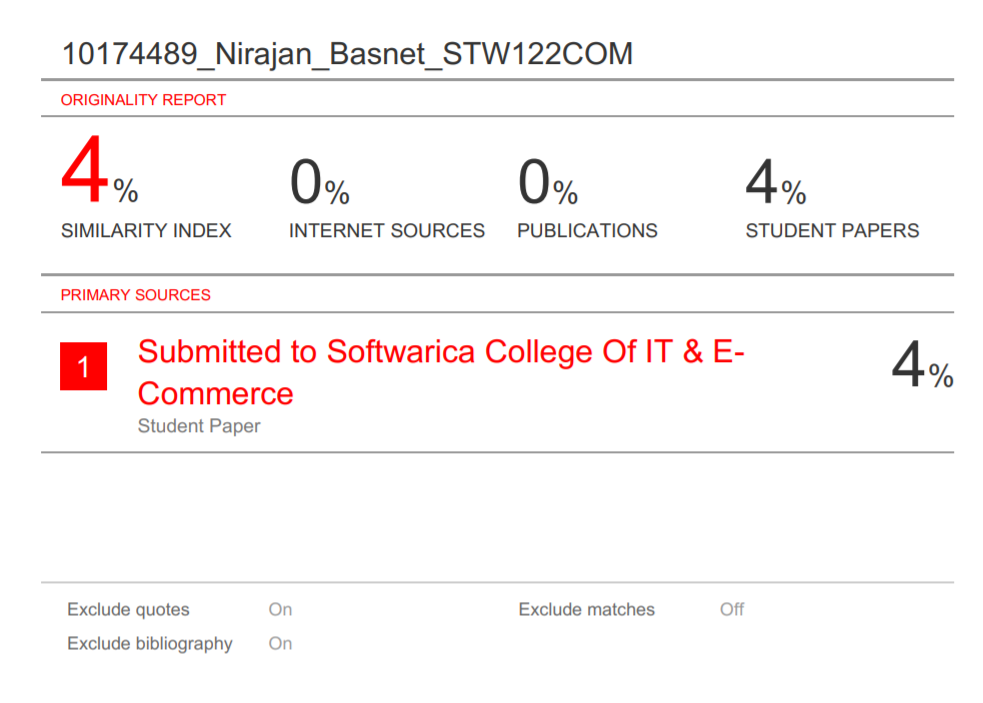 10174489_Nirajan_Basnet_STW122COM
ORIGINALITY REPORT
4% 0% 0% 4%
SIMILARITY INDEX INTERNET SOURCES PUBLICATIONS STUDENT PAPERS
PRIMARY SOURCES
1 Submitted to Softwarica College Of IT & E- 4%
Commerce
Student Paper
Exclude quotes On Exclude matches Off
Exclude bibliography On